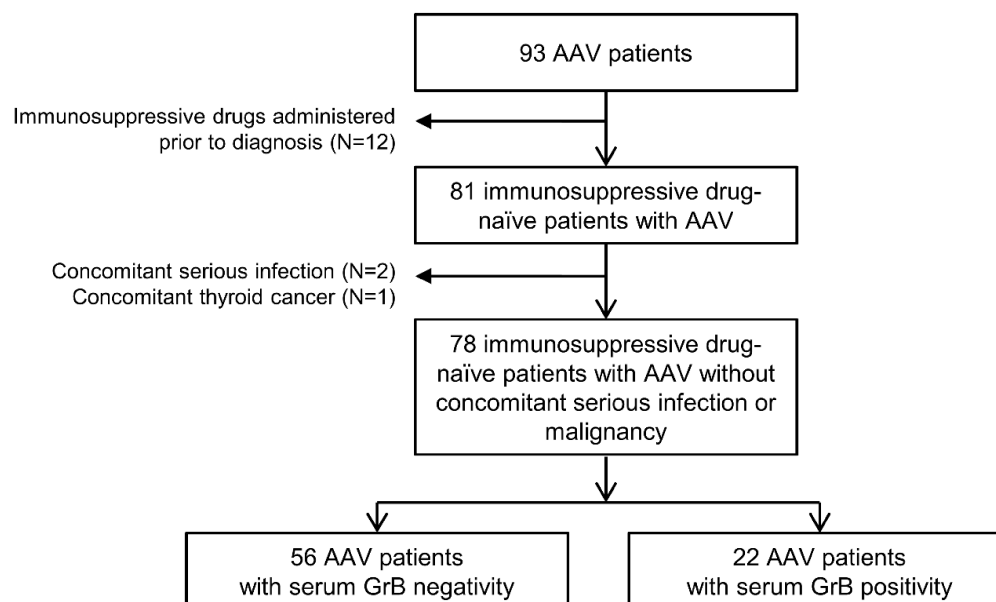 93 AAV patients
Immunosuppressive drugs administered
prior to diagnosis (N=12)
81 immunosuppressive drug-
naïve patients with AAV
Concomitant serious infection (N=2)
Concomitant thyroid cancer (N=1)
78 immunosuppressive drug-
naïve patients with AAV without
concomitant serious infection or
malignancy
56 AAV patients
with serum GrB negativity
22 AAV patients
with serum GrB positivity